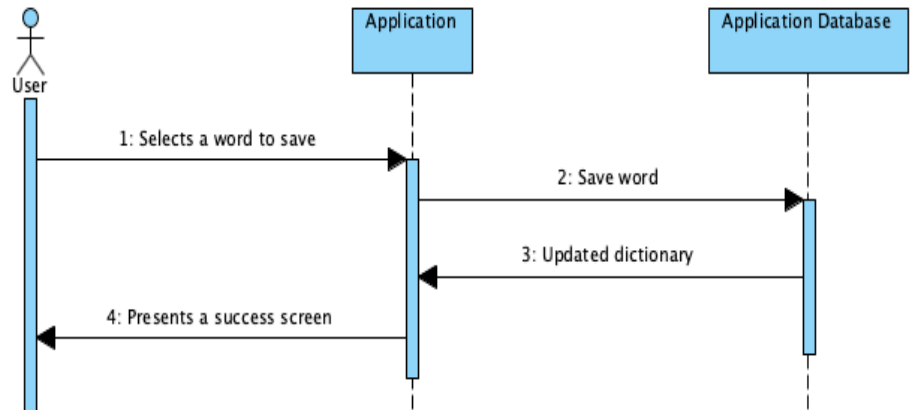 Application
Application Database
User
1: Selects a word to save
2: Save word
3: Updated dictionary
4: Presents a success screen